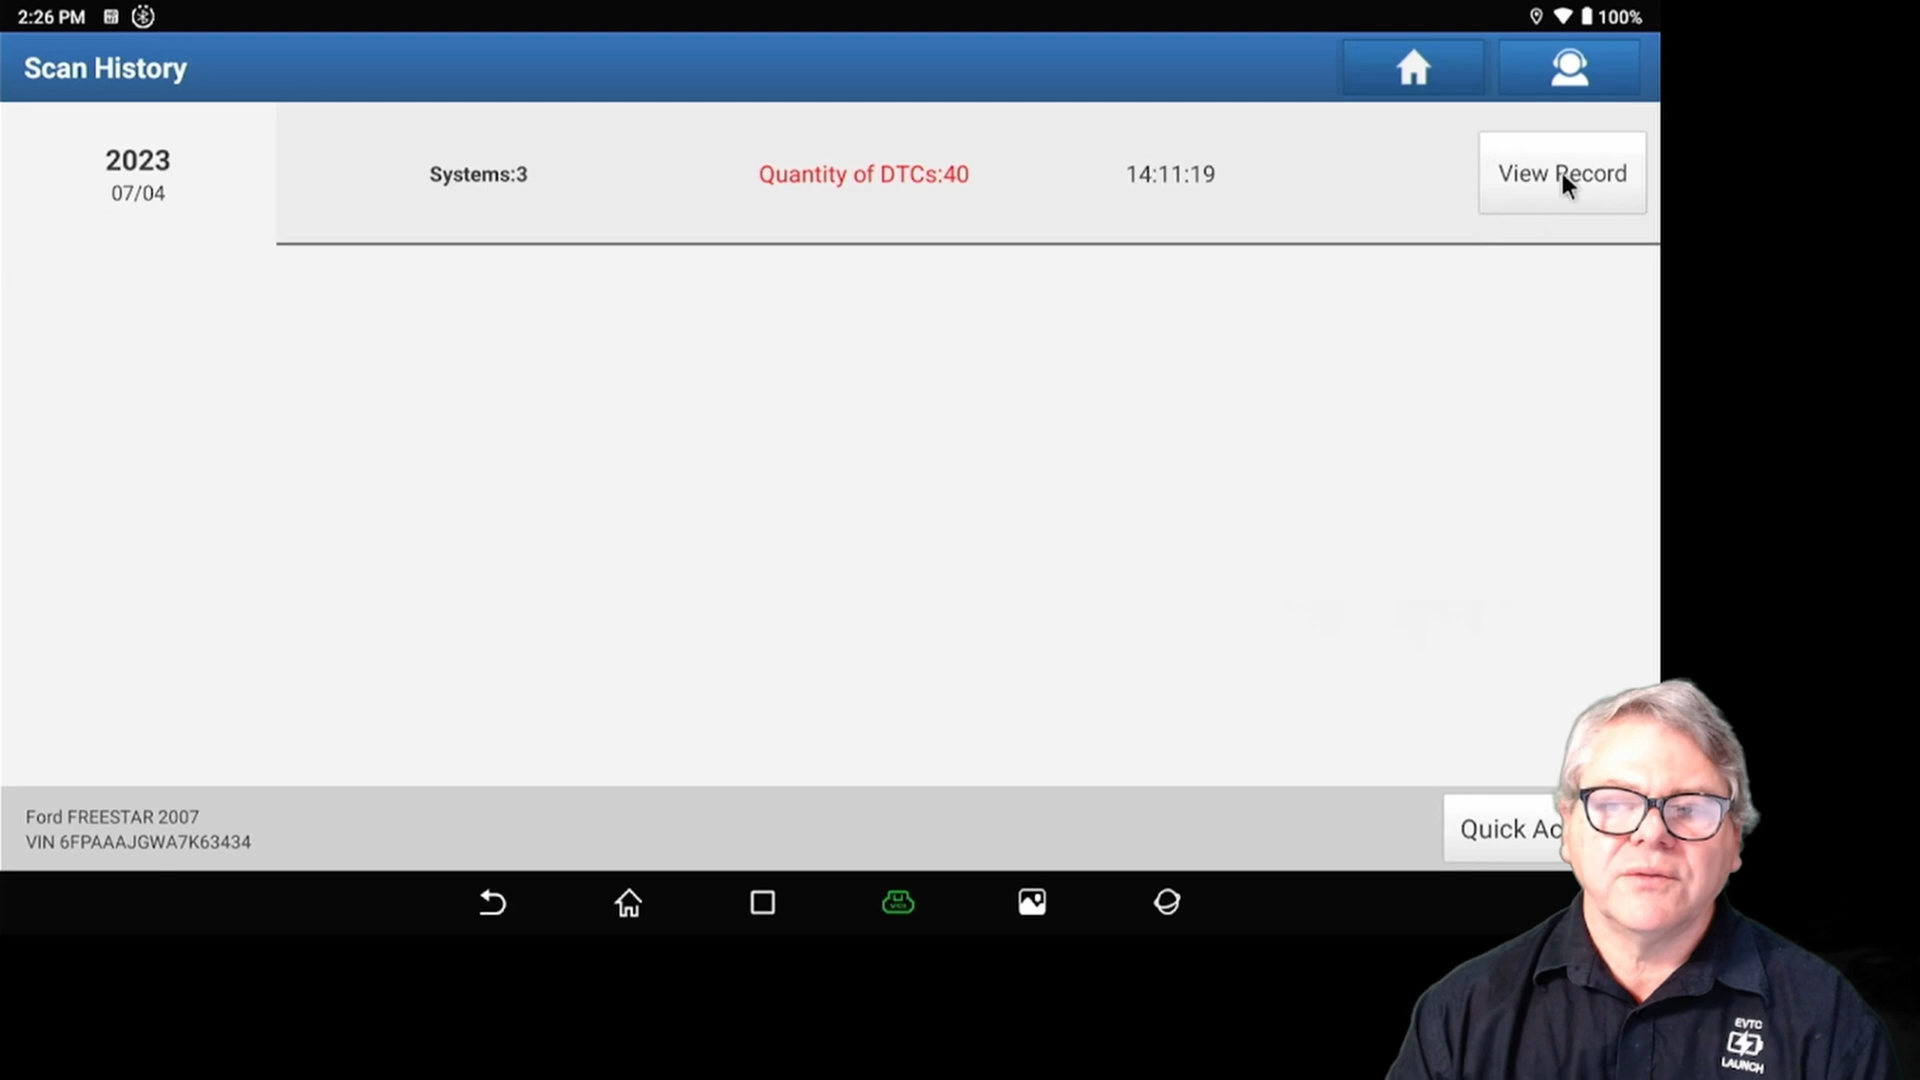 2:26 PM
100%
Scan History
2023
07/04
Systems:3
Quantity of DTCs:40
14:11:19
View Record
Ford FREESTAR 2007
VIN 6FPAAAJGWA7K63434
Quick Ac
VCI
EVTC
LAUNCH